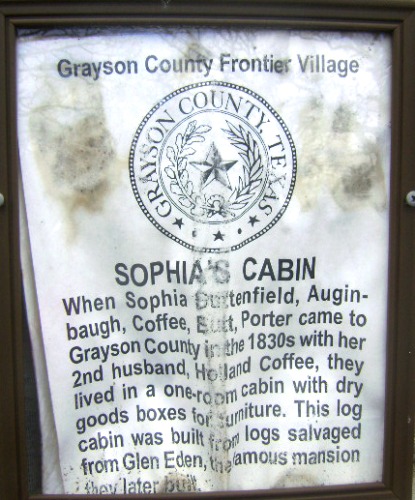 Grayson County Frontier Village
GRAYSON COUNTY, TEXAS
SOPHIA'S CABIN
When Sophia Suttenfield, Augin-
baugh, Coffee, Butt, Porter came to
Grayson County in the 1830s with her
2nd husband, Holland Coffee, they
lived in a one-room cabin with dry
goods boxes for furniture. This log
cabin was built from logs salvaged
from Glen Eden, the famous mansion
they later built.